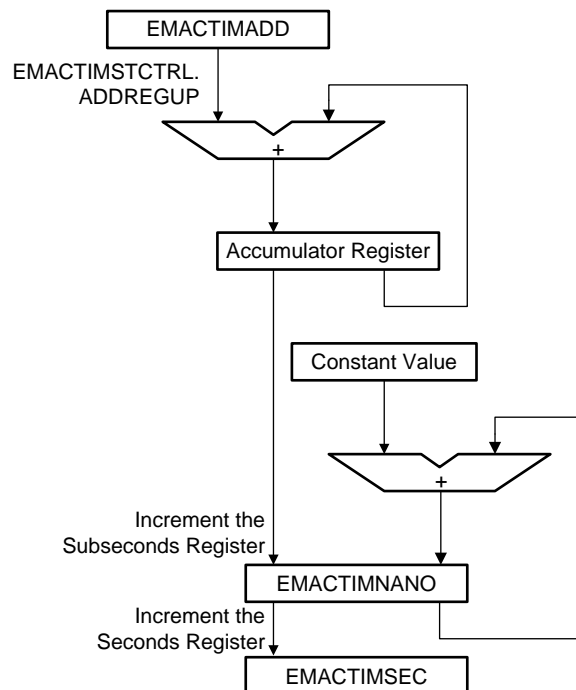 EMACTIMADD
EMACTIMSTCTRL.
ADDREGUP
+
Accumulator Register
Constant Value
+
Increment the
Subseconds Register
EMACTIMNANO
Increment the
Seconds Register
EMACTIMSEC